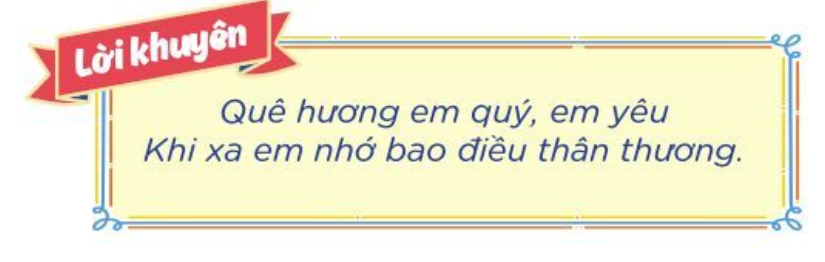 Lời khuyên
Quê hương em quý, em yêu
Khi xa em nhớ bao điều thân thương.